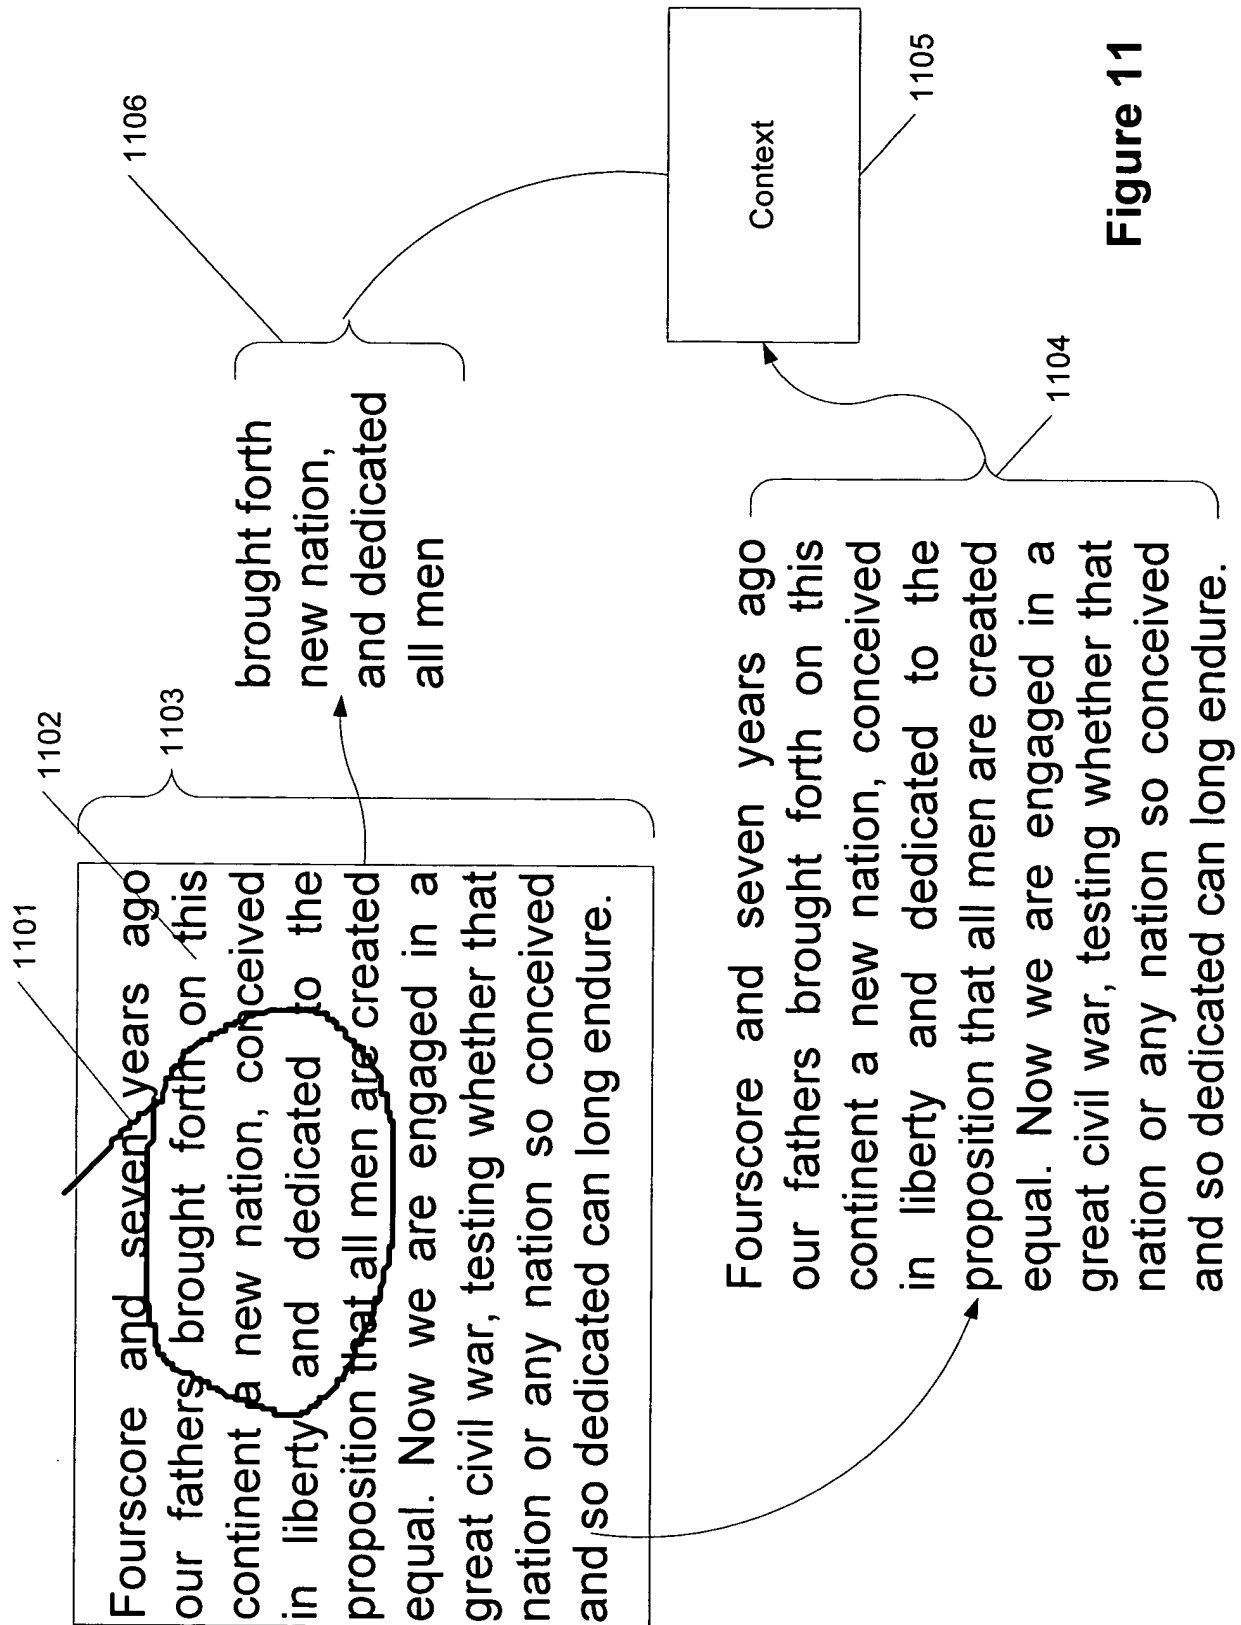 1101
1102
1103
Fourscore and seven years ago
our fathers brought forth on this
continent a new nation, conceived
in liberty and dedicated to the
proposition that all men are created
equal. Now we are engaged in a
great civil war, testing whether that
nation or any nation so conceived
and so dedicated can long endure.
1106
brought forth
new nation,
and dedicated
all men
Context
1105
1104
Fourscore and seven years ago
our fathers brought forth on this
continent a new nation, conceived
in liberty and dedicated to the
proposition that all men are created
equal. Now we are engaged in a
great civil war, testing whether that
nation or any nation so conceived
and so dedicated can long endure.
Figure 11